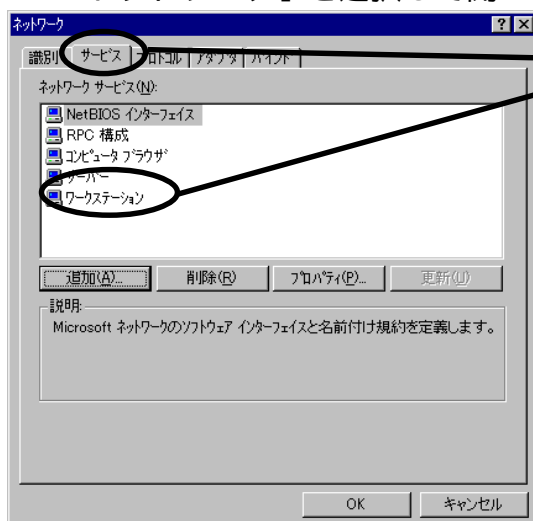 ネットワーク
識別 サービス プロトコル アダプタ バインド
ネットワーク サービス(N):
NetBIOS インターフェイス
RPC 構成
コンピュータ ブラウザ
サーバー
ワークステーション
追加(A)... 削除(R) プロパティ(P)... 更新(U)
説明:
Microsoft ネットワークのソフトウェア インターフェイスと名前付け規約を定義します。
OK キャンセル